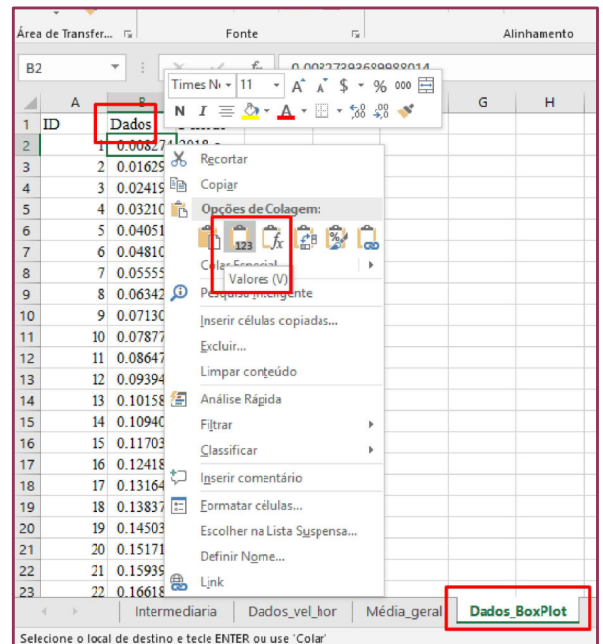 Área de Transfer...
Fonte
Alinhamento
B2
0.00827393689988014
Times N
11
A A $ % 000
N I A
A
G H
1 ID Dados
2 1 0.008274
3 2 0.01629
4 3 0.02419
5 4 0.03210
6 5 0.04051
7 6 0.04810
8 7 0.05555
9 8 0.06342
10 9 0.07130
11 10 0.07877
12 11 0.08647
13 12 0.09394
14 13 0.10158
15 14 0.10940
16 15 0.11703
17 16 0.12418
18 17 0.13164
19 18 0.13837
20 19 0.14503
21 20 0.15171
22 21 0.15939
23 22 0.16618
Recortar
Copiar
Opções de Colagem:
123 fx %
Colar Especial
Valores (V)
Pesquisa Inteligente
Inserir células copiadas...
Excluir...
Limpar conteúdo
Análise Rápida
Filtrar
Classificar
Inserir comentário
Formatar células...
Escolher na Lista Suspensa...
Definir Nome...
Link
Intermediaria Dados_vel_hor Média_geral Dados_BoxPlot
Selecione o local de destino e tecle ENTER ou use 'Colar'